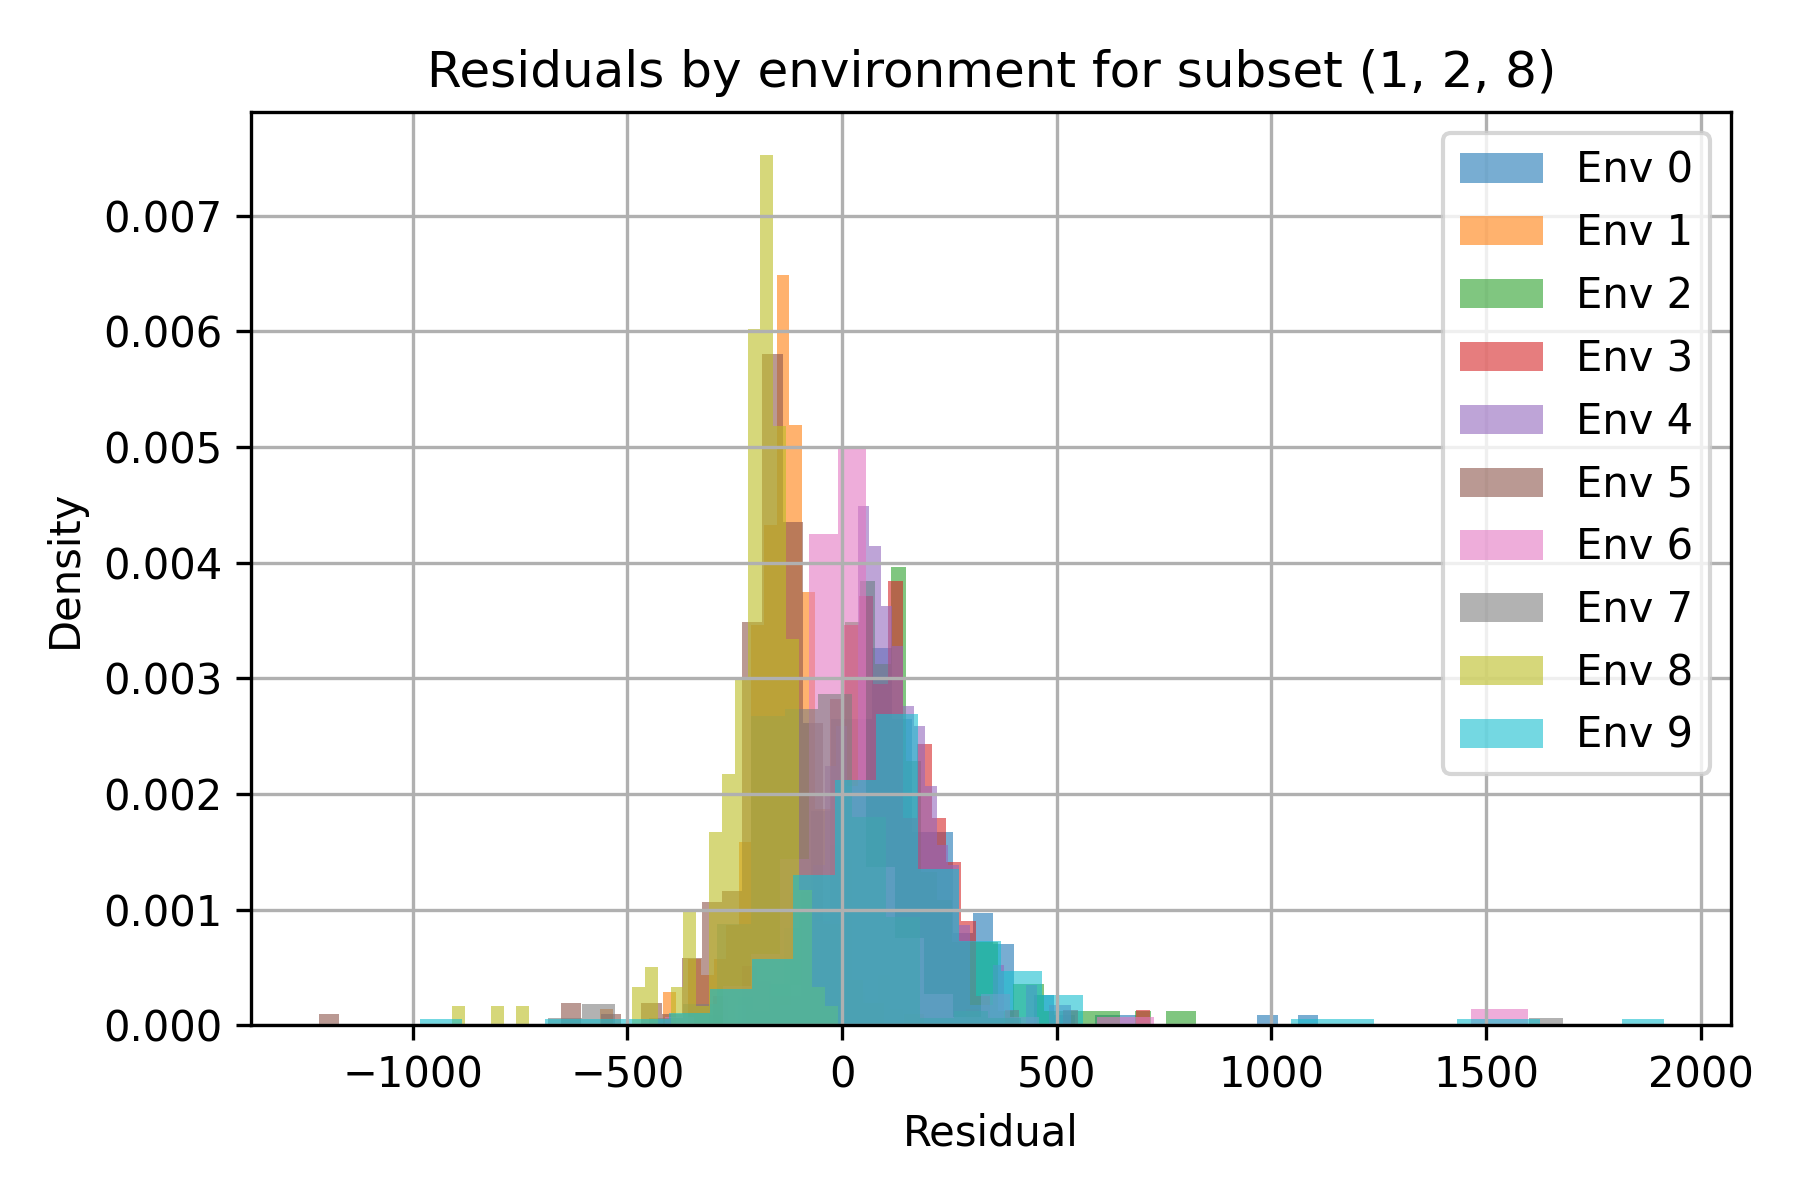 Residuals by environment for subset (1, 2, 8)
Density
0.007
0.006
0.005
0.004
0.003
0.002
0.001
0.000
−1000
−500
0
500
1000
1500
2000
Residual
Env 0
Env 1
Env 2
Env 3
Env 4
Env 5
Env 6
Env 7
Env 8
Env 9